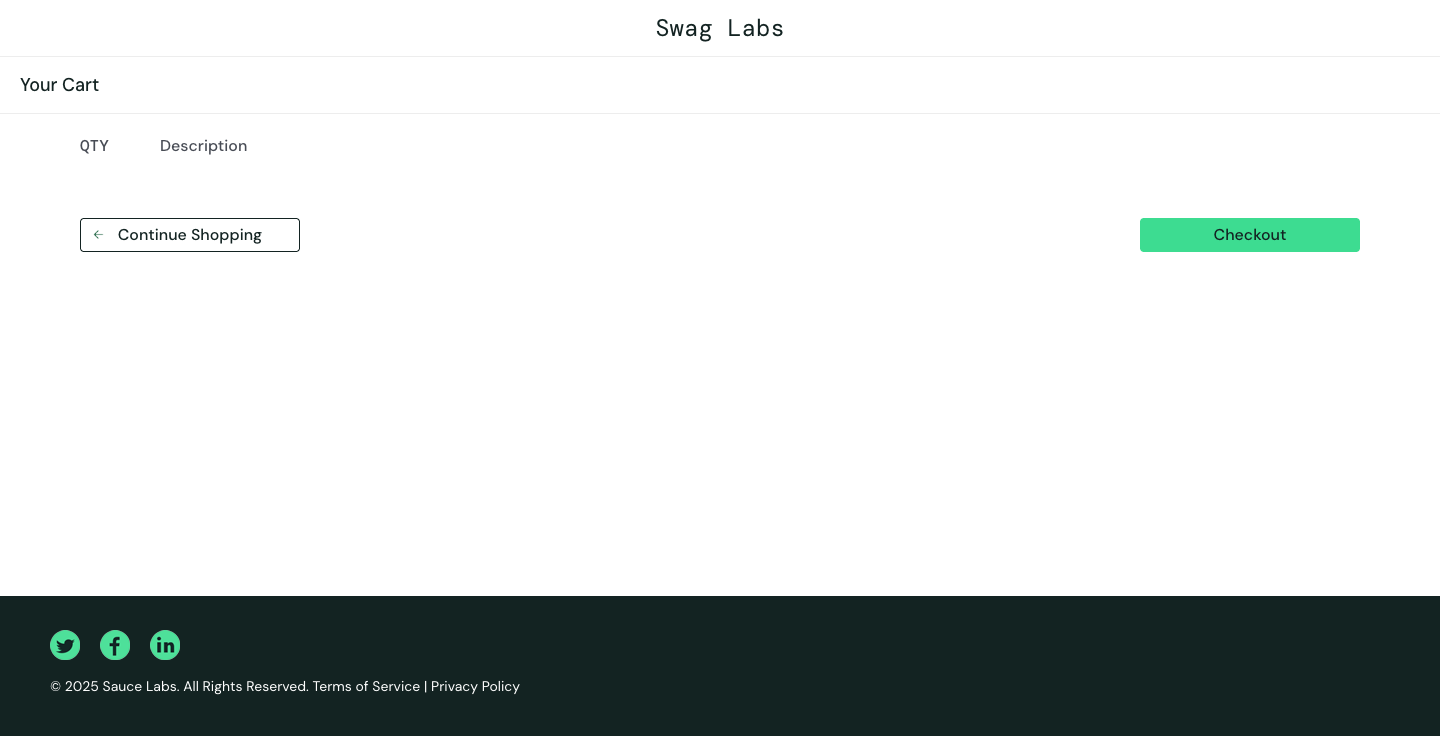 Swag Labs
Your Cart
QTY Description
Continue Shopping Checkout
© 2025 Sauce Labs. All Rights Reserved. Terms of Service | Privacy Policy